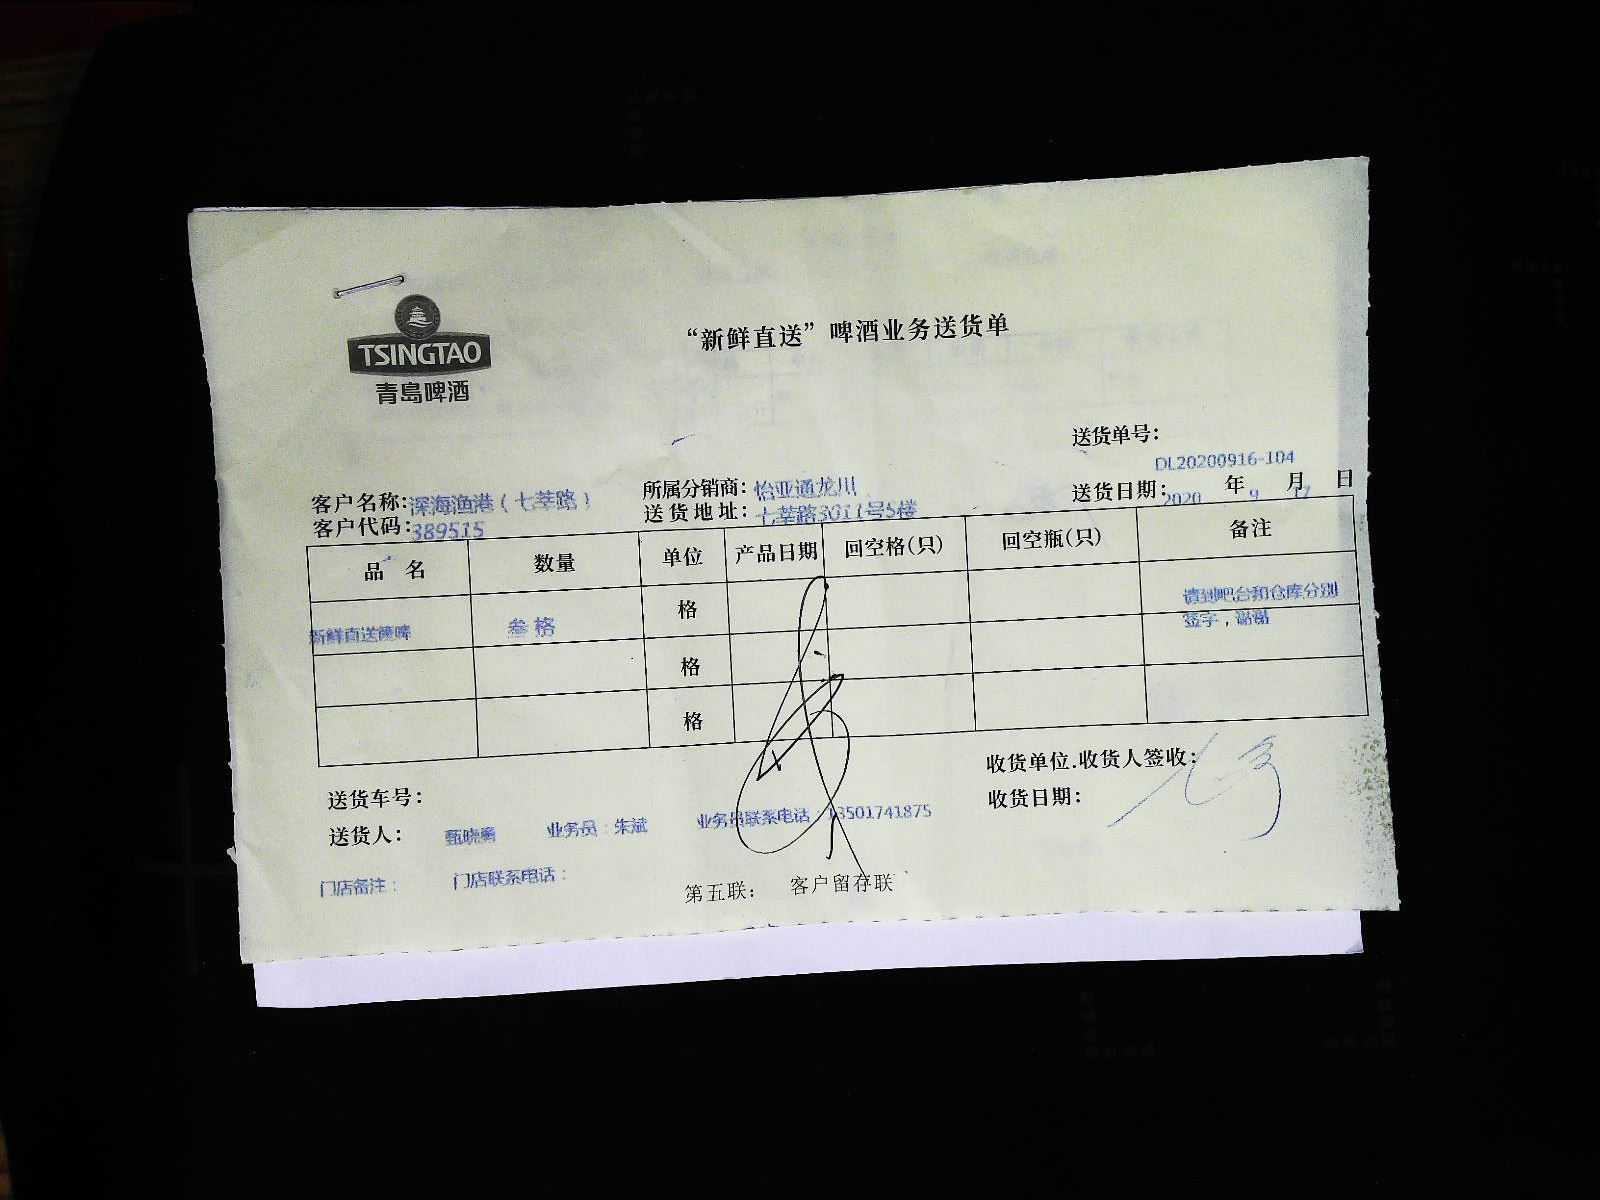 TSINGTAO
青島啤酒
“新鲜直送”啤酒业务送货单
送货单号：
DL20200916-104
客户名称：深海渔港（七莘路） 所属分销商：怡亚通龙川 送货日期：2020 年 9 月 17 日
客户代码：389515 送货地址：七莘路3011号5楼
品 名 数量 单位 产品日期 回空格(只) 回空瓶(只) 备注
新鲜直送 叁格 格 请到吧台和仓库分别
签字，谢谢
格
格
送货车号： 收货单位.收货人签收：
收货日期：
送货人： 甄晓勇 业务员：朱斌 业务员联系电话：13501741875
门店备注： 门店联系电话：
第五联： 客户留存联